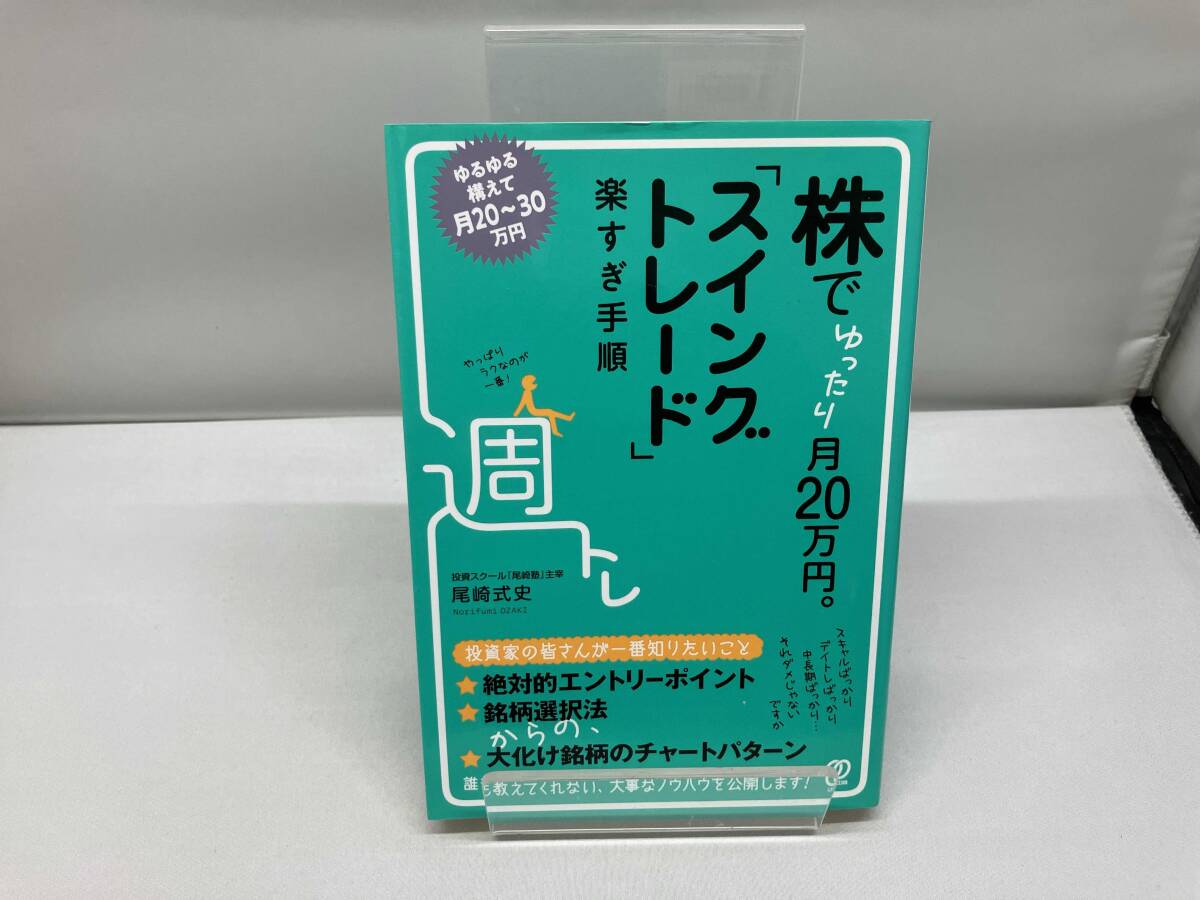 株でゆったり月20万円。
「スイング
トレード」
楽すぎ手順
ゆるゆる
構えて
月20〜30
万円
やっぱり
ラクなのが
一番!
週トレ
投資スクール「尾崎塾」主宰
尾崎式史
Norifumi OZAKI
スキャルばっかり
デイトレばっかり
中長期ばっかり…
それダメじゃない
ですか
投資家の皆さんが一番知りたいこと
★絶対的エントリーポイント
★銘柄選択法
からの、
★大化け銘柄のチャートパターン
誰も教えてくれない、大事なノウハウを公開します!